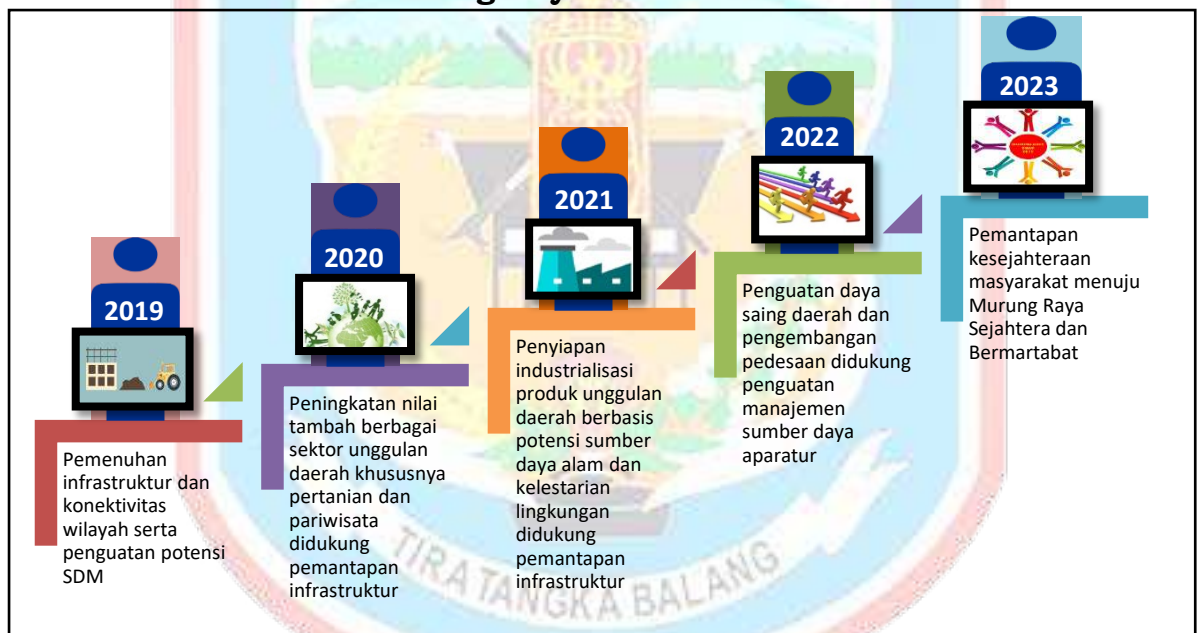 2019
Pemenuhan
infrastruktur dan
konektivitas
wilayah serta
penguatan potensi
SDM
2020
Peningkatan nilai
tambah berbagai
sektor unggulan
daerah khususnya
pertanian dan
pariwisata
didukung
pemantapan
infrastruktur
2021
Penyiapan
industrialisasi
produk unggulan
daerah berbasis
potensi sumber
daya alam dan
kelestarian
lingkungan
didukung
pemantapan
infrastruktur
2022
Penguatan daya
saing daerah dan
pengembangan
pedesaan didukung
penguatan
manajemen
sumber daya
aparatur
2023
Pemantapan
kesejahteraan
masyarakat menuju
Murung Raya
Sejahtera dan
Bermartabat
TIRA TANGKA BALANG